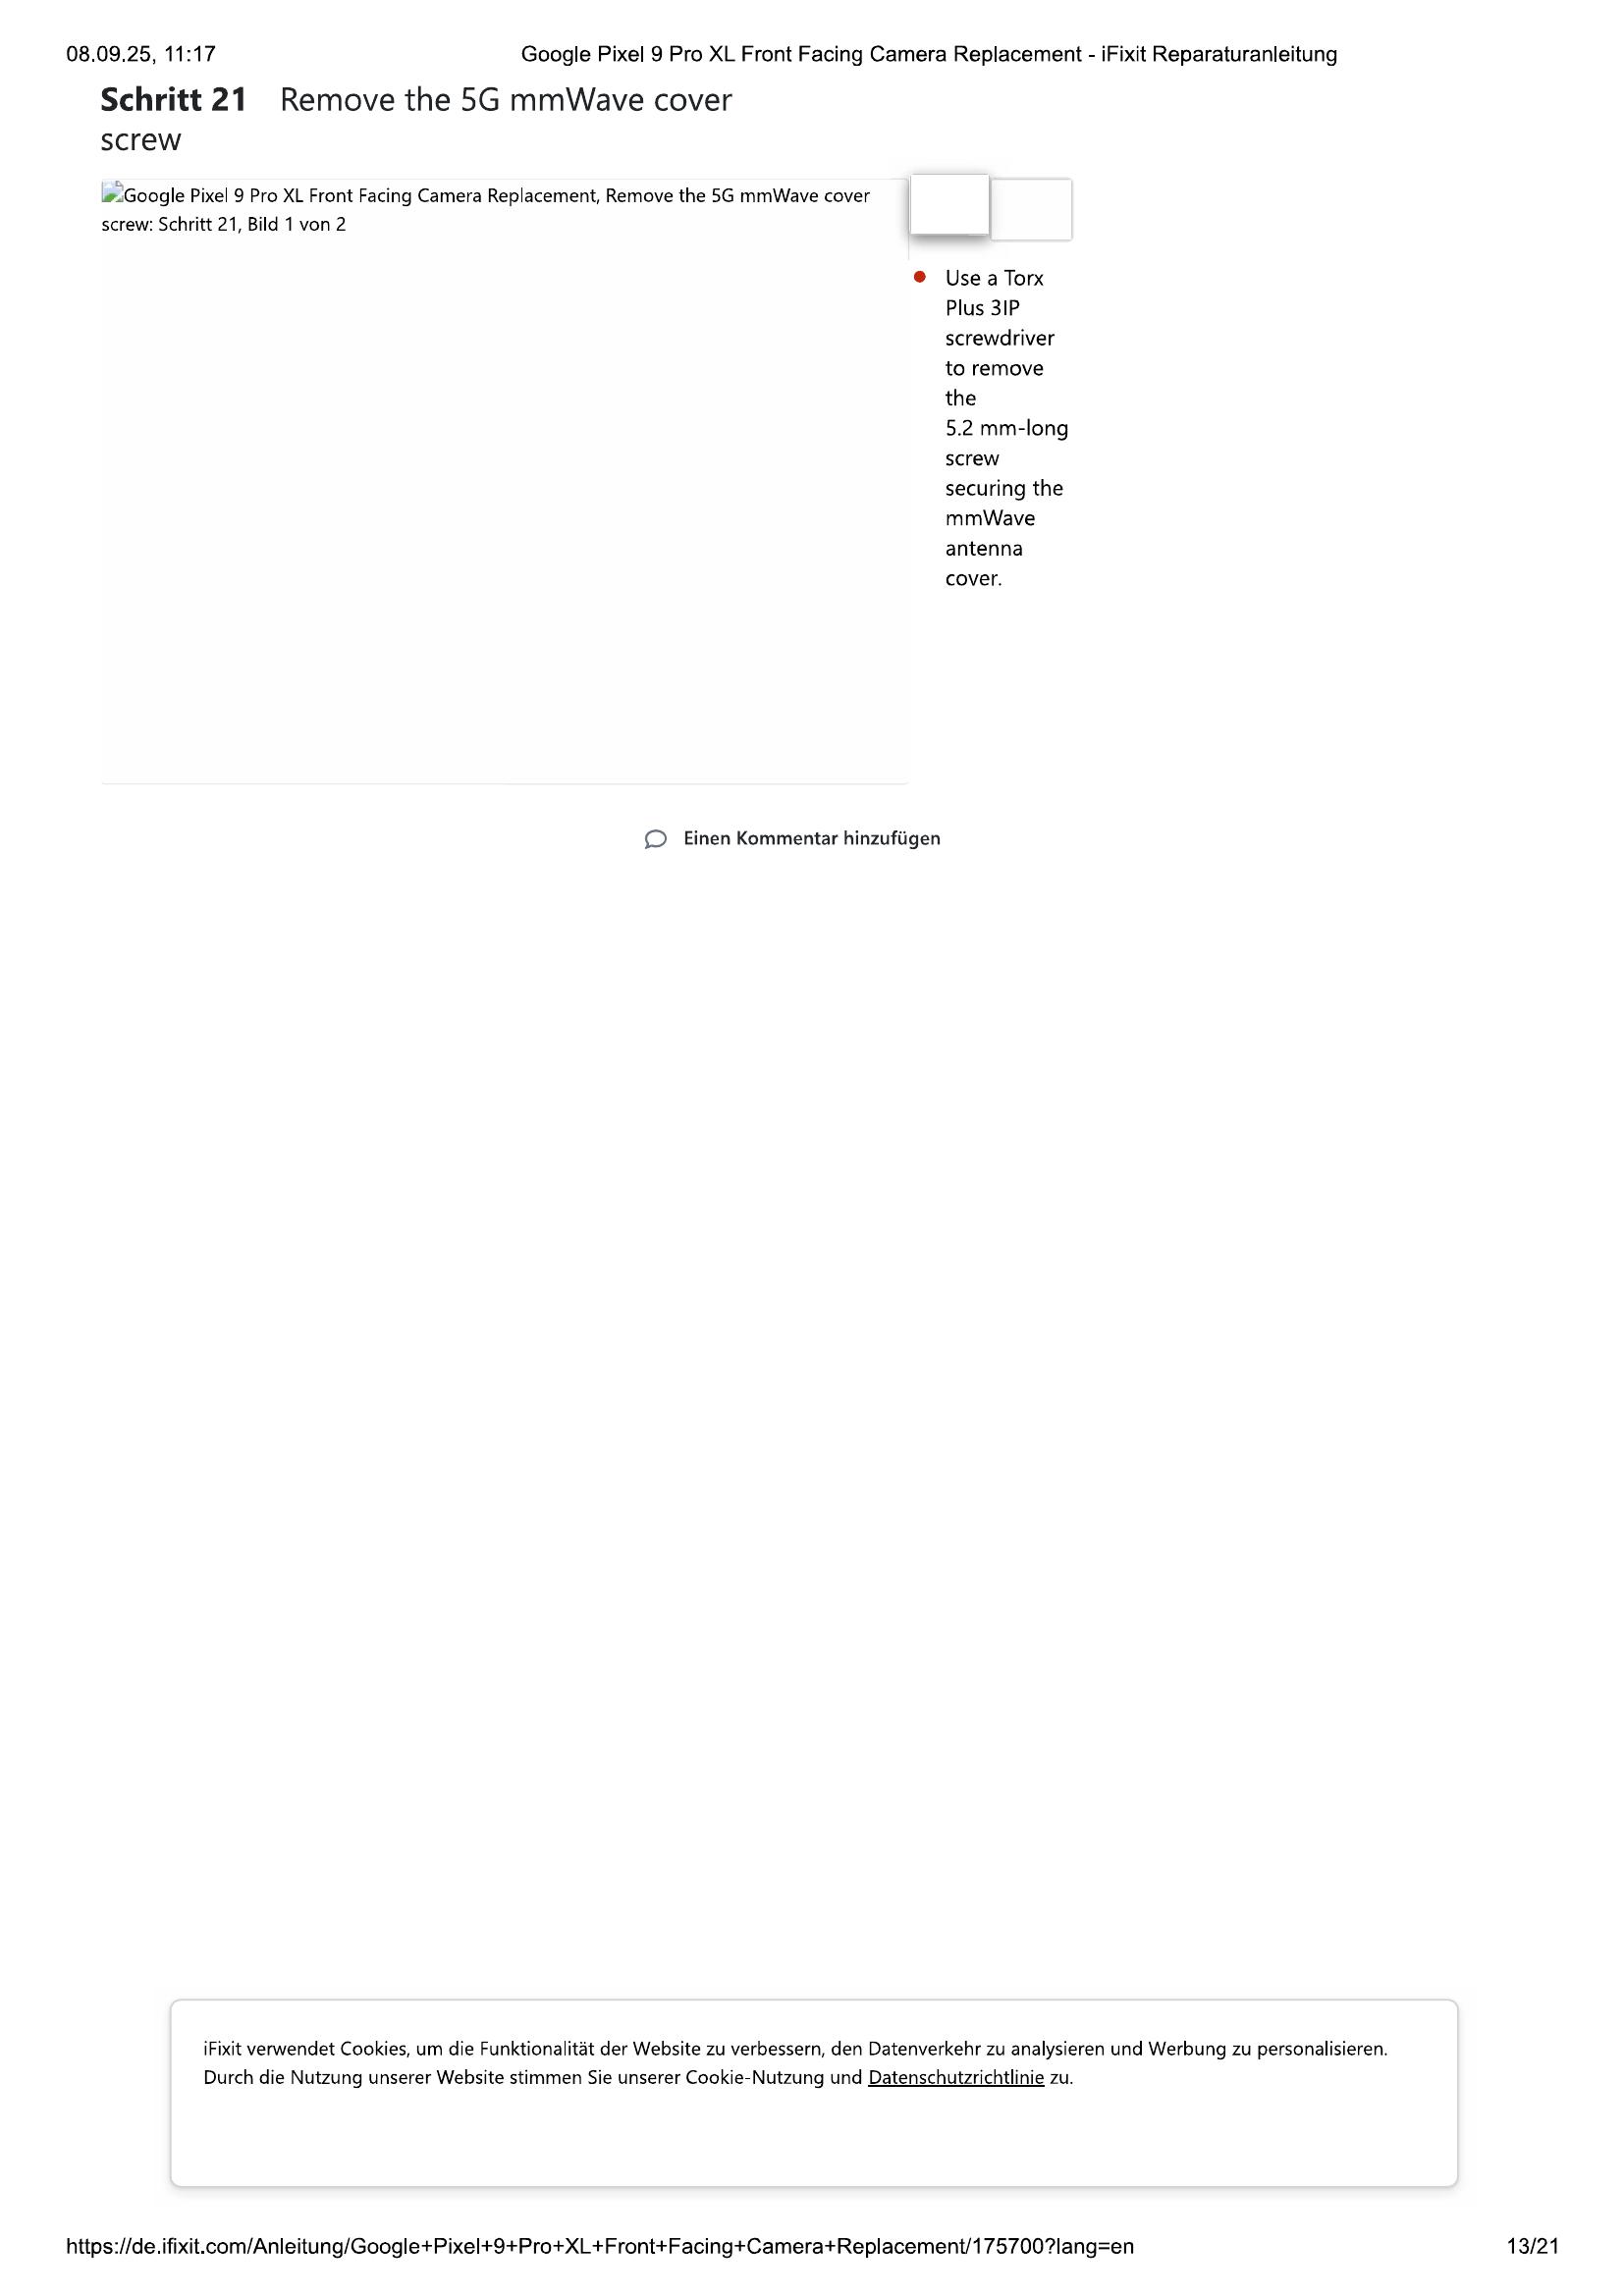 08.09.25, 11:17
Google Pixel 9 Pro XL Front Facing Camera Replacement - iFixit Reparaturanleitung
Schritt 21 Remove the 5G mmWave cover
screw
Google Pixel 9 Pro XL Front Facing Camera Replacement, Remove the 5G mmWave cover
screw: Schritt 21, Bild 1 von 2
Use a Torx
Plus 3IP
screwdriver
to remove
the
5.2 mm-long
screw
securing the
mmWave
antenna
cover.
Einen Kommentar hinzufügen
iFixit verwendet Cookies, um die Funktionalität der Website zu verbessern, den Datenverkehr zu analysieren und Werbung zu personalisieren.
Durch die Nutzung unserer Website stimmen Sie unserer Cookie-Nutzung und Datenschutzrichtlinie zu.
https://de.ifixit.com/Anleitung/Google+Pixel+9+Pro+XL+Front+Facing+Camera+Replacement/175700?lang=en
13/21